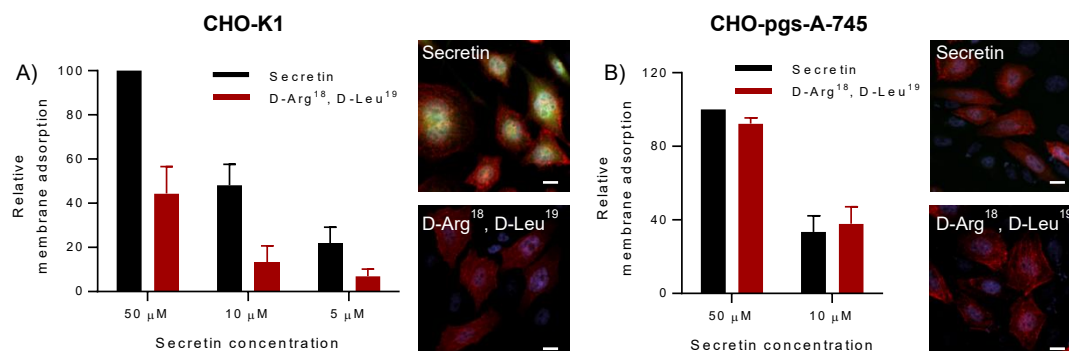 CHO-K1
A)
Relative
membrane adsorption
100
80
60
40
20
0
Secretin
D-Arg18, D-Leu19
50 μM
10 μM
5 μM
Secretin concentration
Secretin
D-Arg18, D-Leu19
CHO-pgs-A-745
B)
Relative
membrane adsorption
120
80
40
0
Secretin
D-Arg18, D-Leu19
50 μM
10 μM
Secretin concentration
Secretin
D-Arg18, D-Leu19